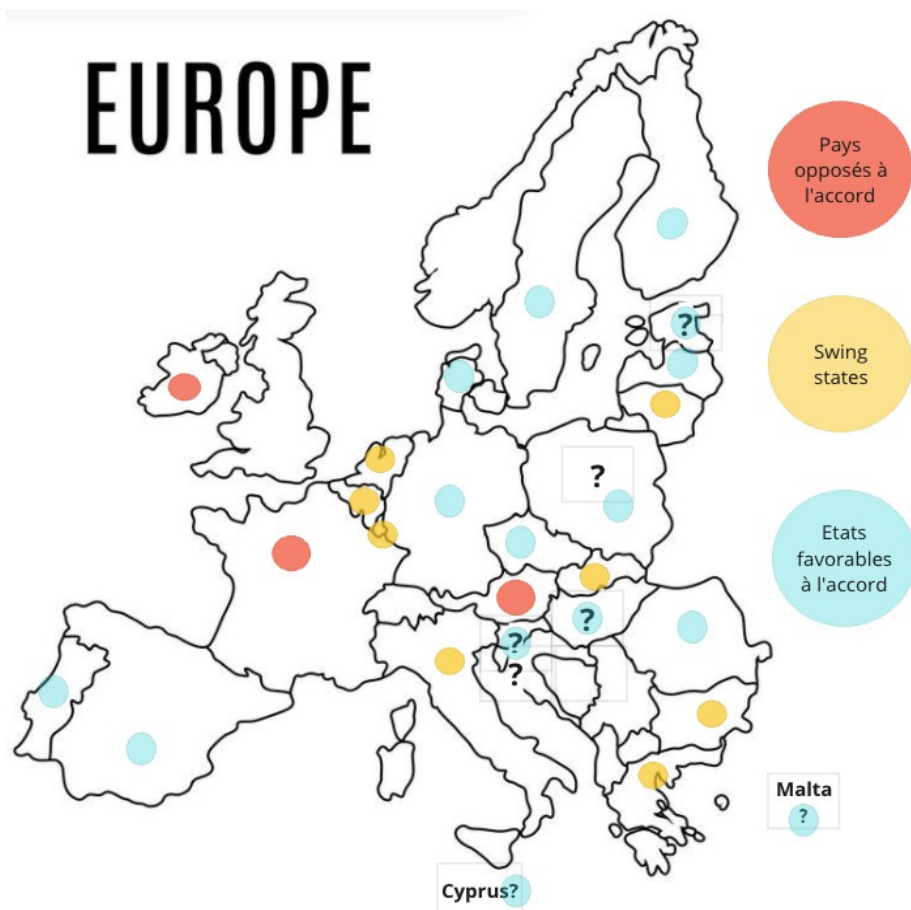 EUROPE
Pays
opposés à
l'accord
?
Swing
states
?
Etats
favorables
à l'accord
?
?
?
Malta
?
Cyprus?